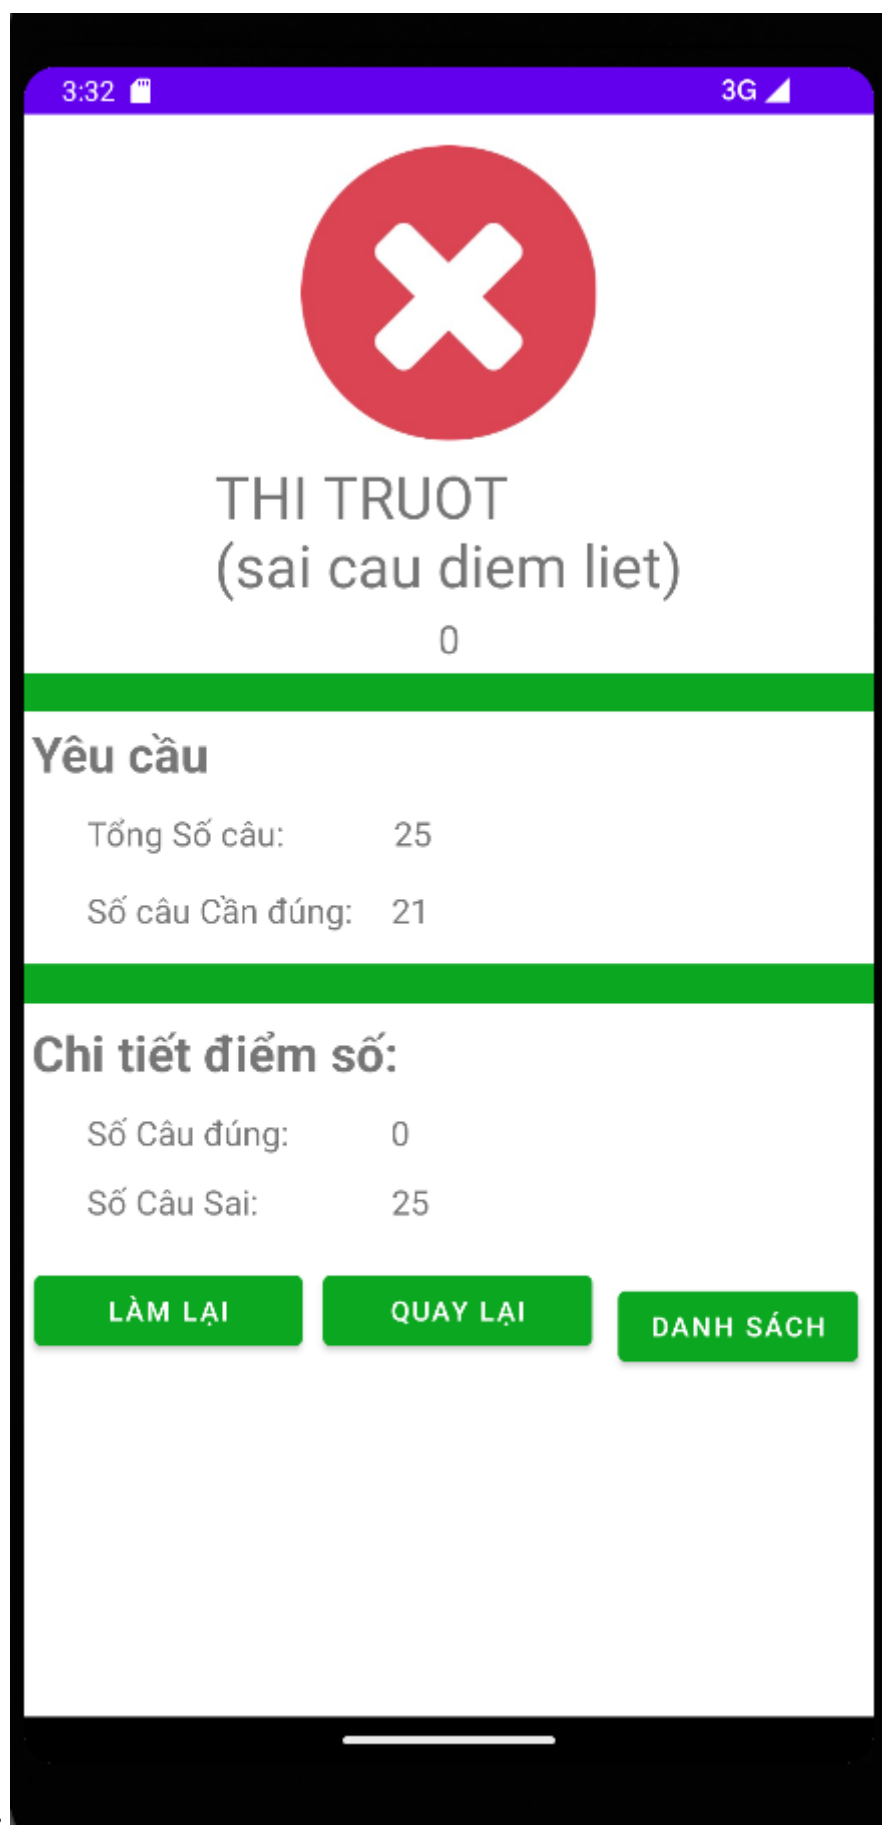 3:32 3G
THI TRUOT
(sai cau diem liet)
0
Yêu cầu
Tổng Số câu: 25
Số câu Cần đúng: 21
Chi tiết điểm số:
Số Câu đúng: 0
Số Câu Sai: 25
LÀM LẠI QUAY LẠI DANH SÁCH